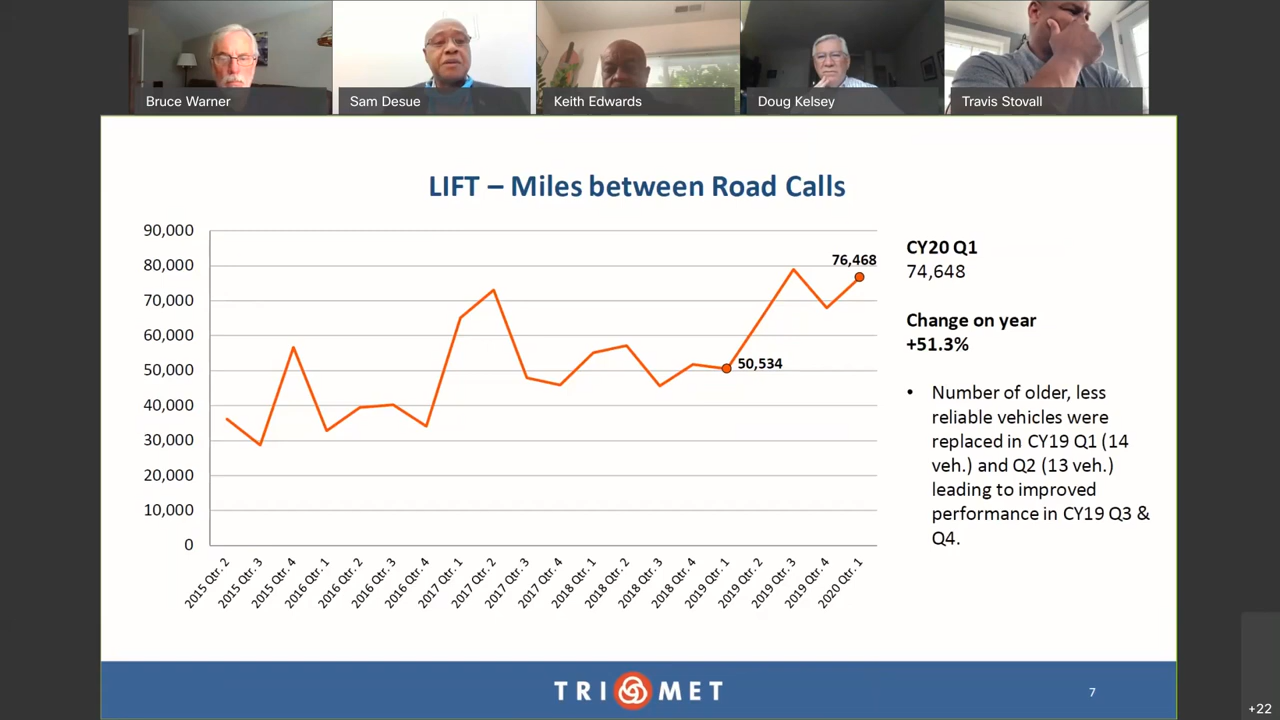 Bruce Warner
Sam Desue
Keith Edwards
Doug Kelsey
Travis Stovall
LIFT – Miles between Road Calls
90,000
80,000
70,000
60,000
50,000
40,000
30,000
20,000
10,000
0
76,468
50,534
2015 Qtr. 2
2015 Qtr. 3
2015 Qtr. 4
2016 Qtr. 1
2016 Qtr. 2
2016 Qtr. 3
2016 Qtr. 4
2017 Qtr. 1
2017 Qtr. 2
2017 Qtr. 3
2017 Qtr. 4
2018 Qtr. 1
2018 Qtr. 2
2018 Qtr. 3
2018 Qtr. 4
2019 Qtr. 1
2019 Qtr. 2
2019 Qtr. 3
2019 Qtr. 4
2020 Qtr. 1
CY20 Q1
74,648
Change on year
+51.3%
• Number of older, less
reliable vehicles were
replaced in CY19 Q1 (14
veh.) and Q2 (13 veh.)
leading to improved
performance in CY19 Q3 &
Q4.
TRI MET
7
+22